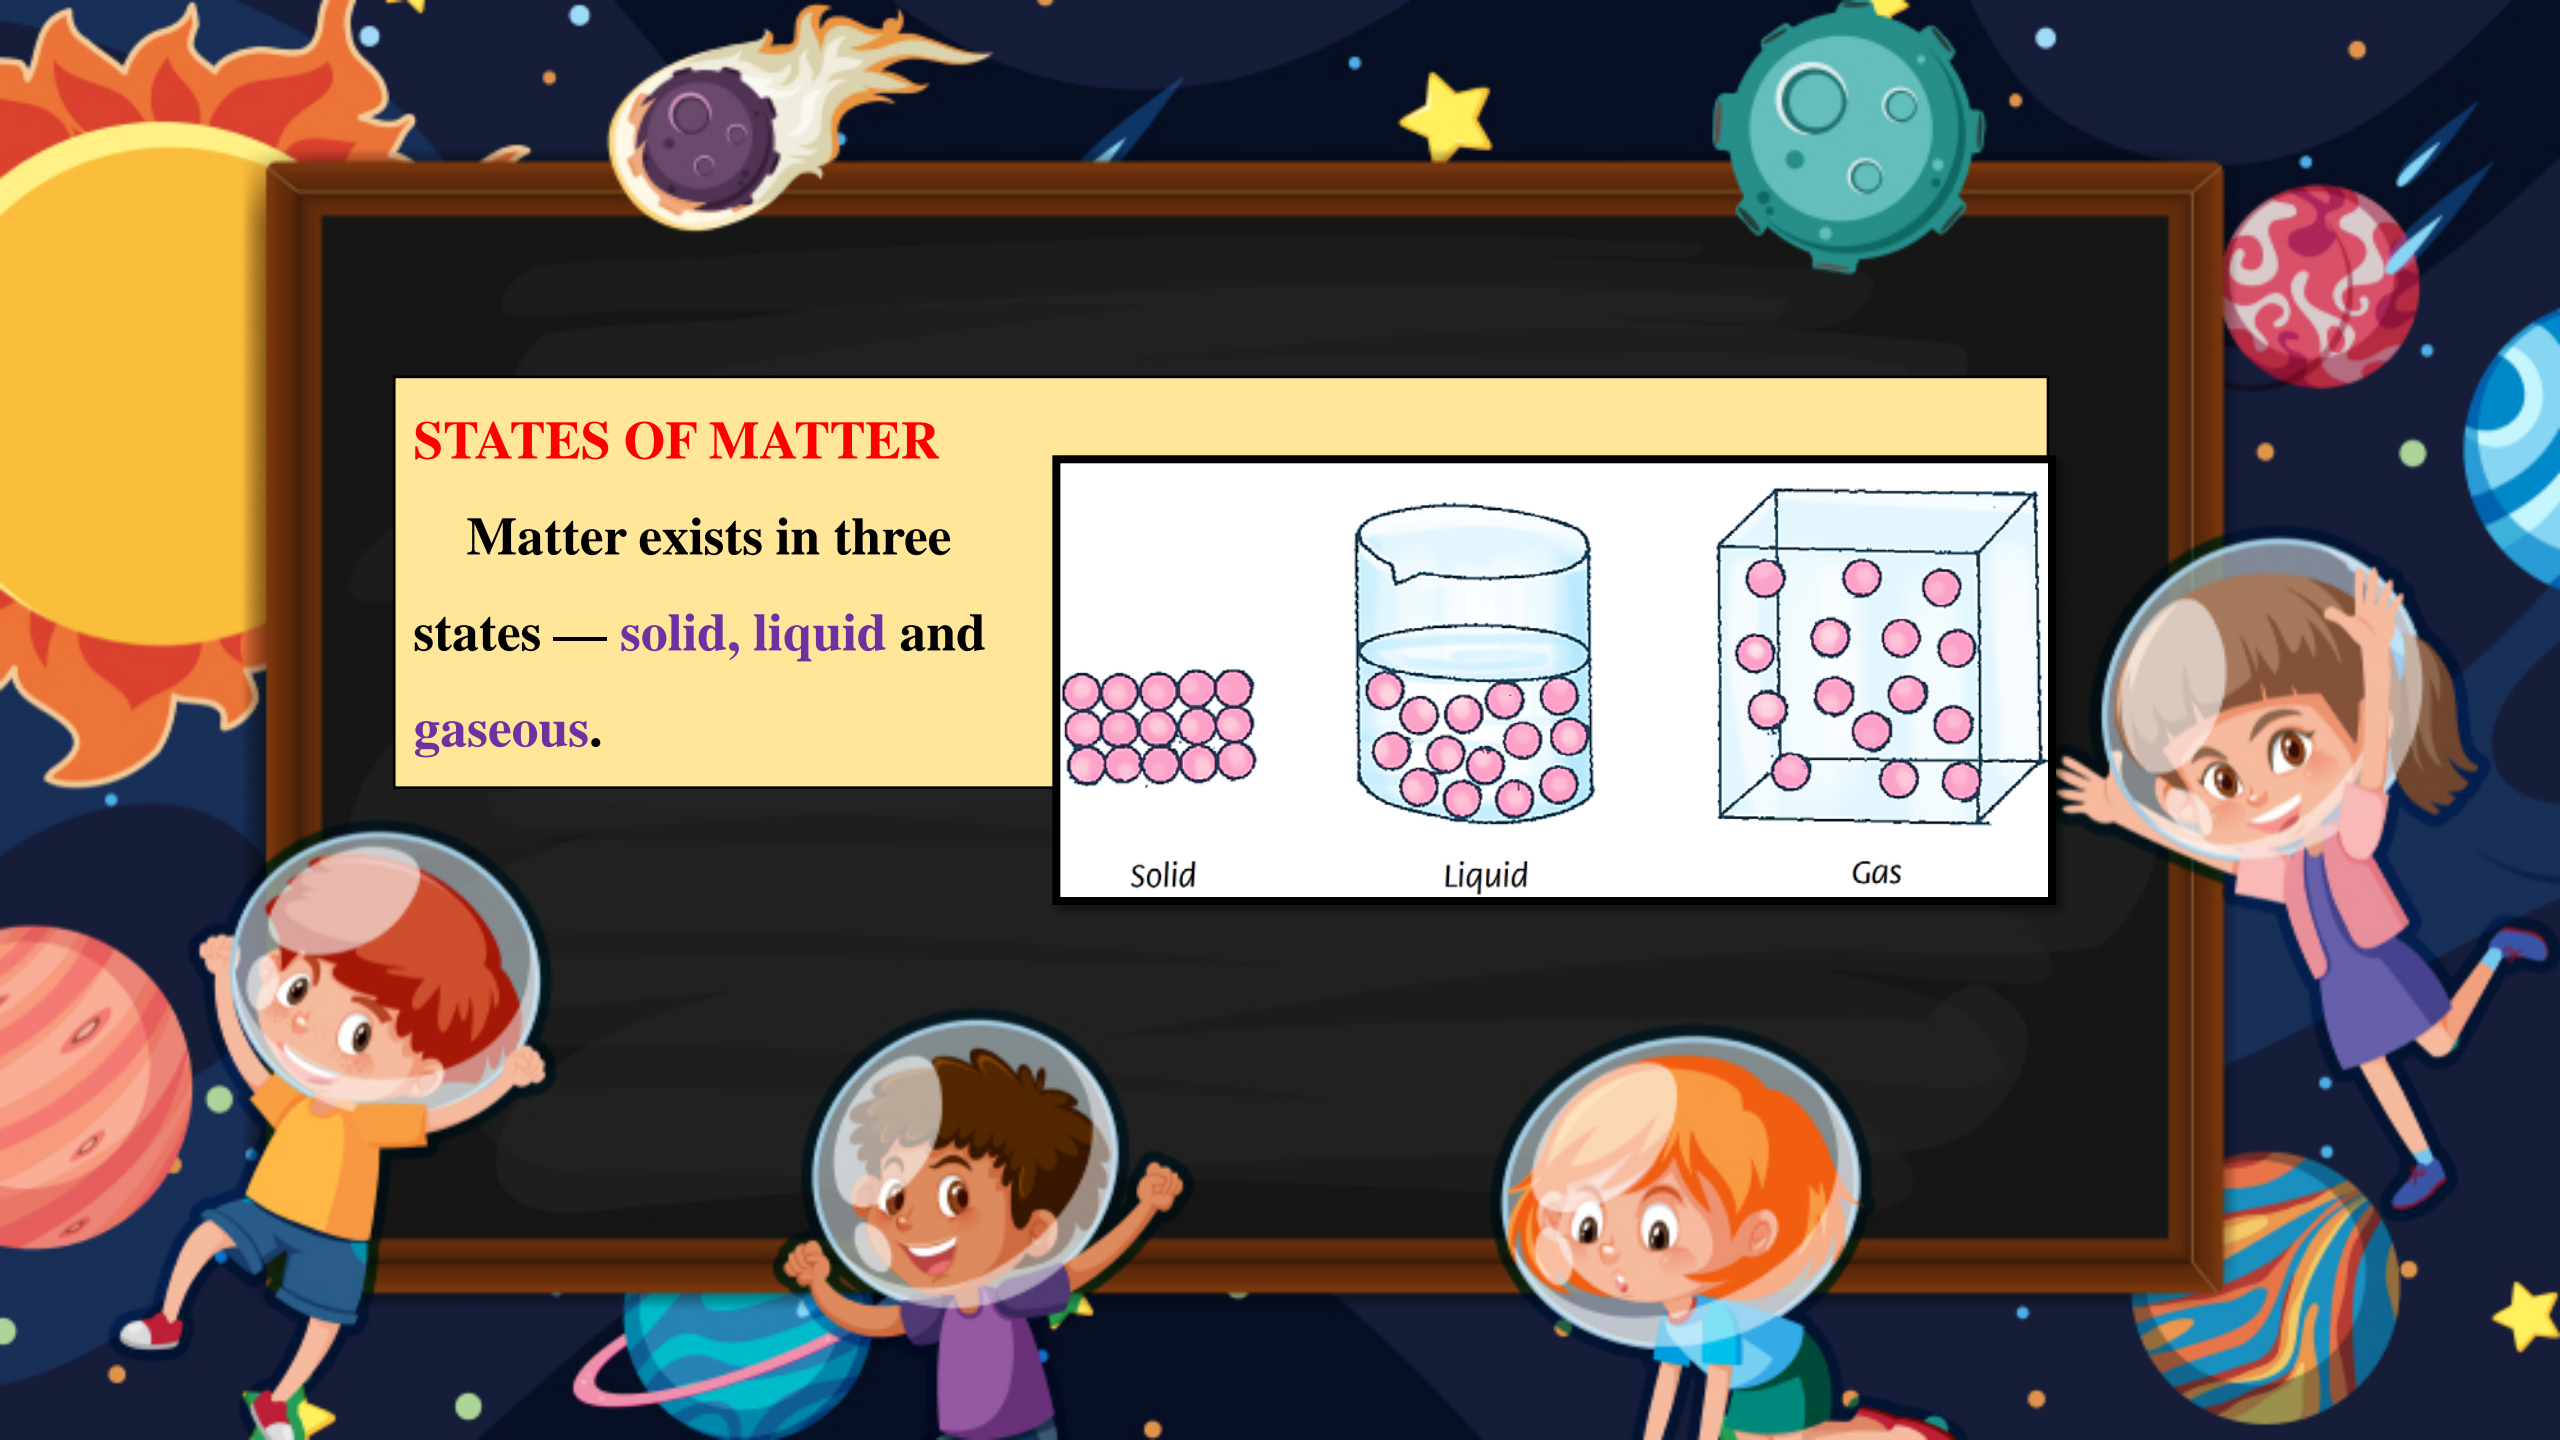 STATES OF MATTER
Matter exists in three
states — solid, liquid and
gaseous.
Solid
Liquid
Gas